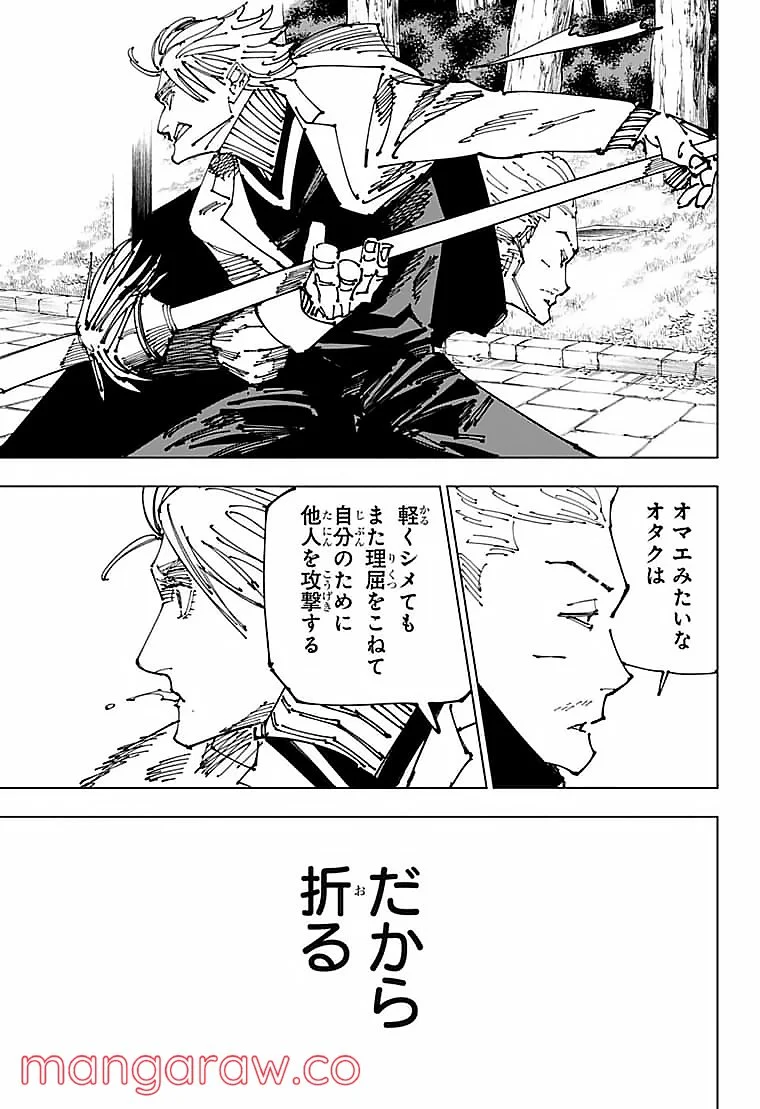 オマエみたいな
オタクは
軽くシメても
また理屈をこねて
自分のために
他人を攻撃する
だから
折る
mangaraw.co